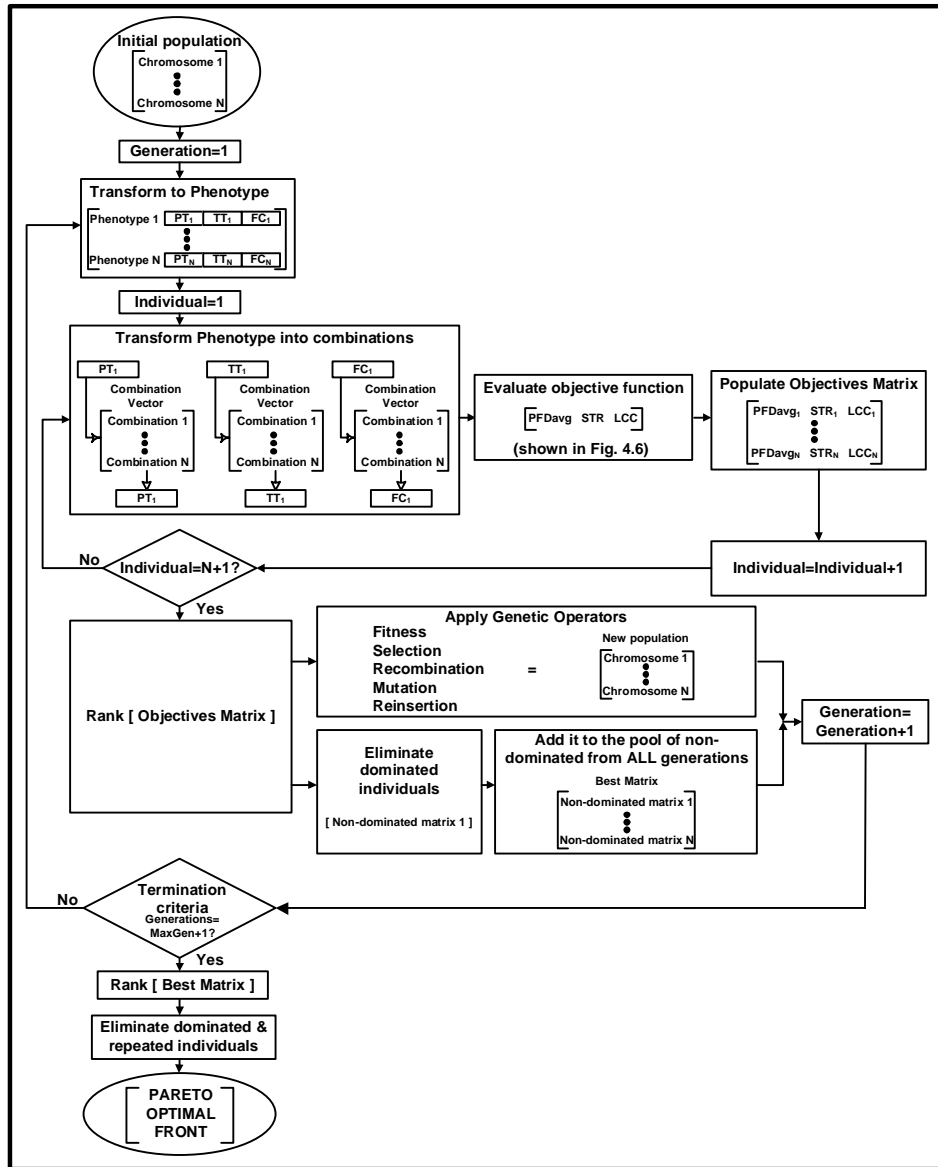 Initial population
Chromosome 1
Chromosome N
Generation=1
Transform to Phenotype
Phenotype 1 PT1 TT1 FC1
Phenotype N PTN TTN FCN
Individual=1
Transform Phenotype into combinations
PT1 TT1 FC1
Combination Combination Combination
Vector Vector Vector
Combination 1 Combination 1 Combination 1
Combination N Combination N Combination N
PT1 TT1 FC1
Evaluate objective function
PFDavg STR LCC
(shown in Fig. 4.6)
Populate Objectives Matrix
PFDavg1 STR1 LCC1
PFDavgN STRN LCCN
Individual=Individual+1
No
Individual=N+1?
Yes
Rank [ Objectives Matrix ]
Apply Genetic Operators
Fitness
Selection
Recombination
Mutation
Reinsertion
=
New population
Chromosome 1
Chromosome N
Eliminate
dominated
individuals
[ Non-dominated matrix 1 ]
Add it to the pool of non-
dominated from ALL generations
Best Matrix
Non-dominated matrix 1
Non-dominated matrix N
Generation=
Generation+1
No
Termination
criteria
Generations=
MaxGen+1?
Yes
Rank [ Best Matrix ]
Eliminate dominated &
repeated individuals
PARETO
OPTIMAL
FRONT